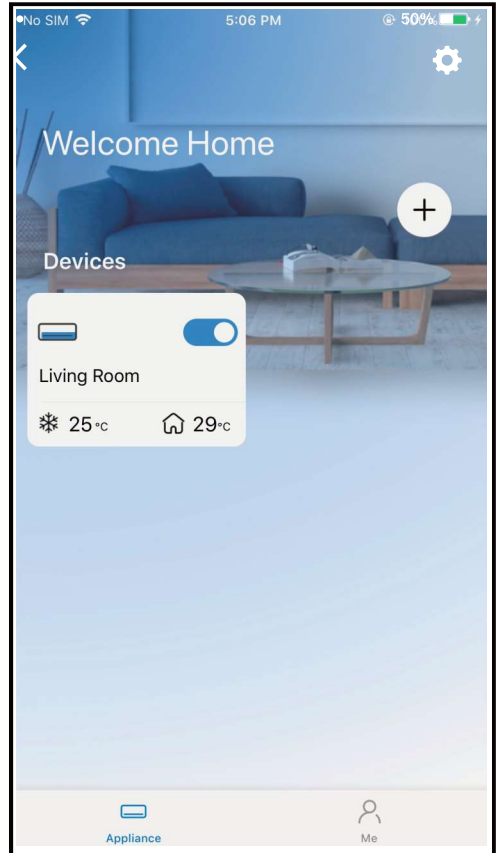 No SIM 5:06 PM 50%
Welcome Home
+
Devices
Living Room
25°C 29°C
Appliance Me